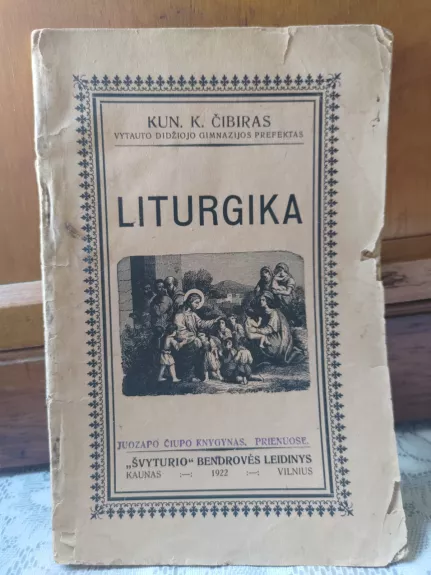 KUN. K. ČIBIRAS
VYTAUTO DIDŽIOJO GIMNAZIJOS PREFEKTAS
LITURGIKA
JUOZAPO ČIUPO KNYGYNAS, PRIENUOSE.
„ŠVYTURIO“ BENDROVĖS LEIDINYS
KAUNAS :—: 1922 :—: VILNIUS